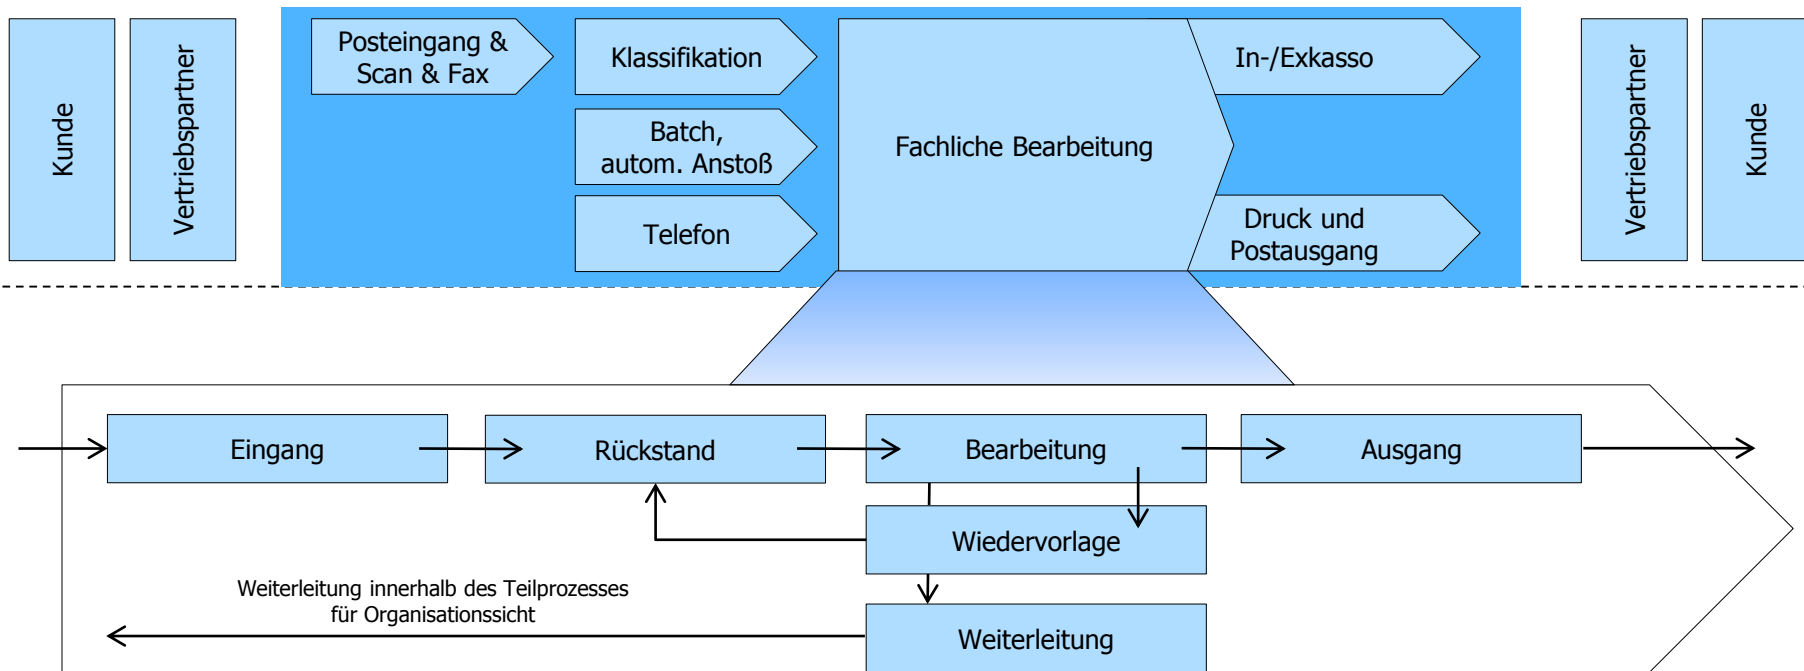 Kunde
Vertriebspartner
Posteingang &
Scan & Fax
Klassifikation
Batch,
autom. Anstoß
Telefon
Fachliche Bearbeitung
In-/Exkasso
Druck und
Postausgang
Vertriebspartner
Kunde
Eingang
Rückstand
Bearbeitung
Ausgang
Wiedervorlage
Weiterleitung innerhalb des Teilprozesses
für Organisationssicht
Weiterleitung